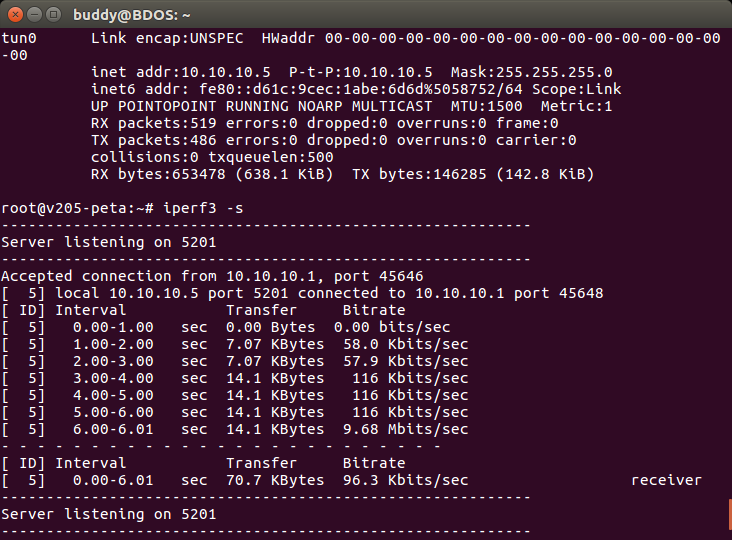 buddy@BDOS: ~
tun0      Link encap:UNSPEC  HWaddr 00-00-00-00-00-00-00-00-00-00-00-00-00-00-00
-00
          inet addr:10.10.10.5  P-t-P:10.10.10.5  Mask:255.255.255.0
          inet6 addr: fe80::d61c:9cec:1abe:6d6d%5058752/64 Scope:Link
          UP POINTOPOINT RUNNING NOARP MULTICAST  MTU:1500  Metric:1
          RX packets:519 errors:0 dropped:0 overruns:0 frame:0
          TX packets:486 errors:0 dropped:0 overruns:0 carrier:0
          collisions:0 txqueuelen:500
          RX bytes:653478 (638.1 KiB)  TX bytes:146285 (142.8 KiB)
root@v205-peta:~# iperf3 -s
-----------------------------------------------------------
Server listening on 5201
-----------------------------------------------------------
Accepted connection from 10.10.10.1, port 45646
[  5] local 10.10.10.5 port 5201 connected to 10.10.10.1 port 45648
[ ID] Interval           Transfer     Bitrate
[  5]   0.00-1.00   sec  0.00 Bytes  0.00 bits/sec
[  5]   1.00-2.00   sec  7.07 KBytes  58.0 Kbits/sec
[  5]   2.00-3.00   sec  7.07 KBytes  57.9 Kbits/sec
[  5]   3.00-4.00   sec  14.1 KBytes   116 Kbits/sec
[  5]   4.00-5.00   sec  14.1 KBytes   116 Kbits/sec
[  5]   5.00-6.00   sec  14.1 KBytes   116 Kbits/sec
[  5]   6.00-6.01   sec  14.1 KBytes  9.68 Mbits/sec
- - - - - - - - - - - - - - - - - - - - - - - - -
[ ID] Interval           Transfer     Bitrate
[  5]   0.00-6.01   sec  70.7 KBytes  96.3 Kbits/sec                  receiver
-----------------------------------------------------------
Server listening on 5201
-----------------------------------------------------------